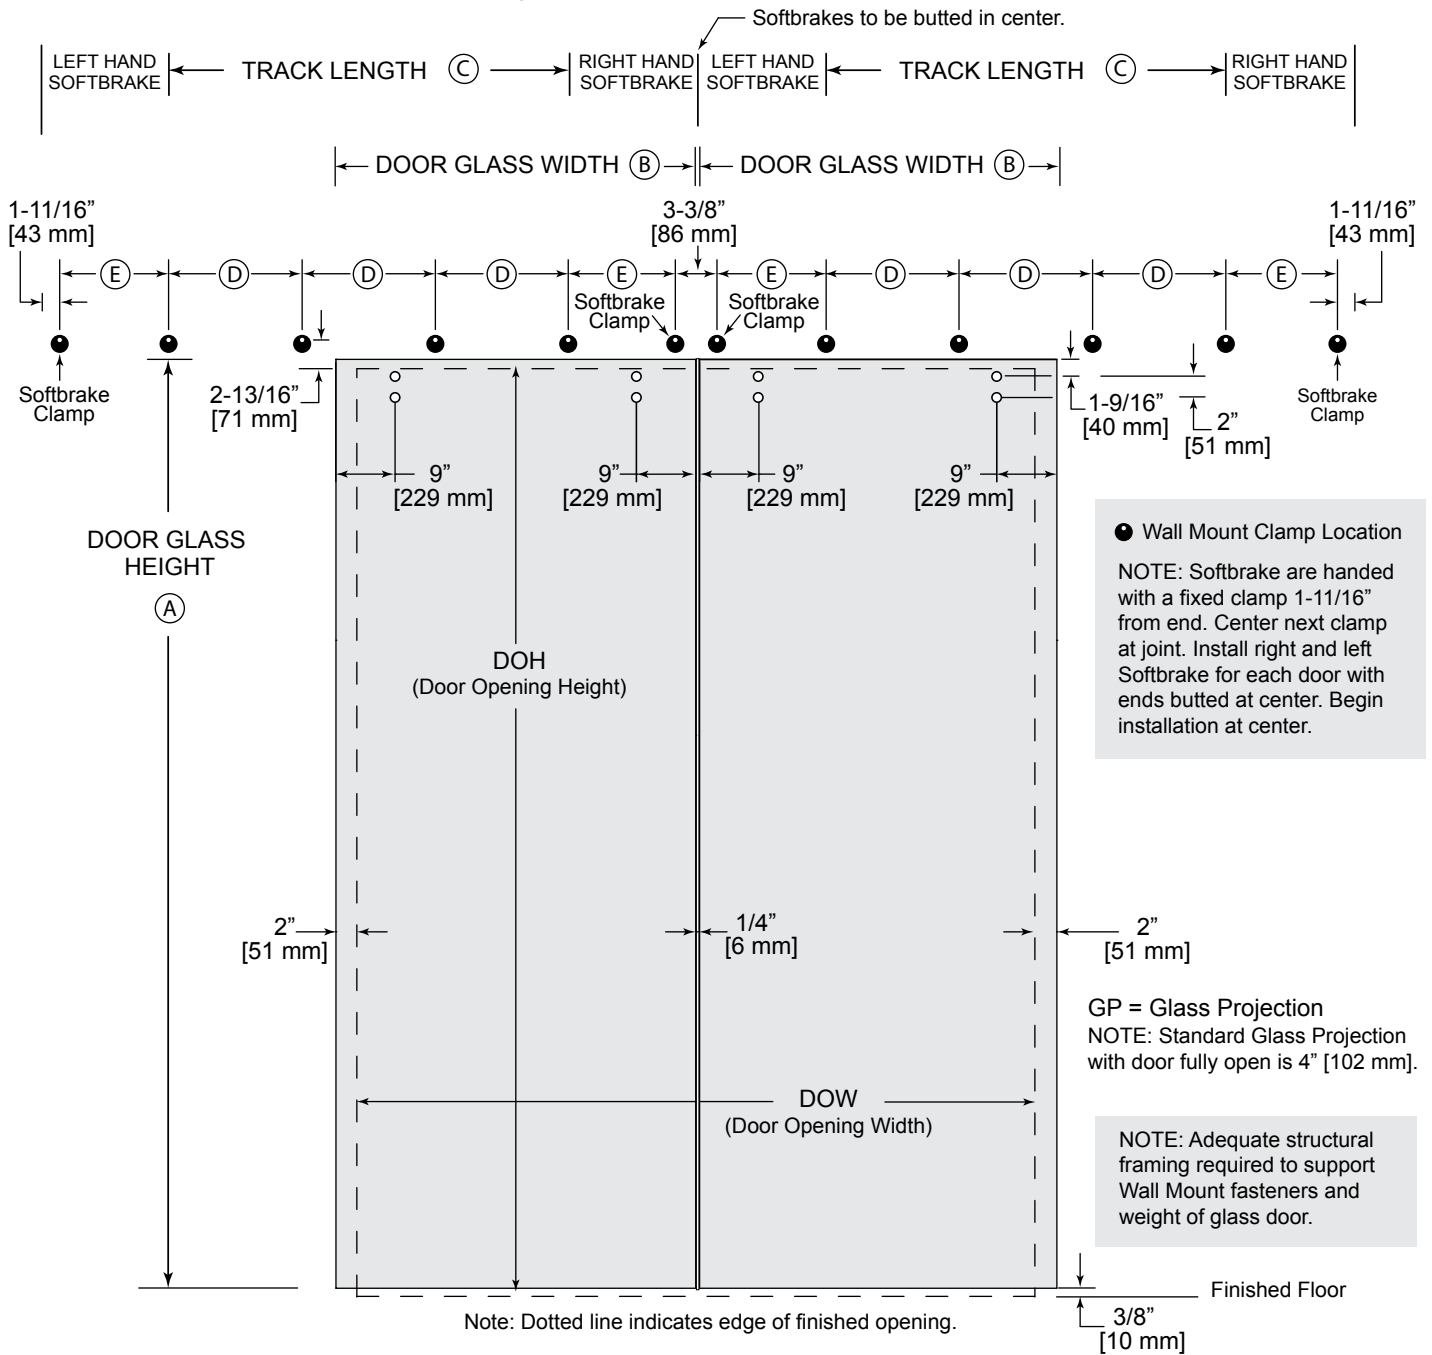 Softbrakes to be butted in center.
LEFT HAND
SOFTBRAKE
TRACK LENGTH C
RIGHT HAND
SOFTBRAKE
LEFT HAND
SOFTBRAKE
TRACK LENGTH C
RIGHT HAND
SOFTBRAKE
DOOR GLASS WIDTH B
DOOR GLASS WIDTH B
1-11/16”
[43 mm]
3-3/8”
[86 mm]
1-11/16”
[43 mm]
E D D D E E D D D E
Softbrake
Clamp
Softbrake
Clamp
Softbrake
Clamp
2-13/16”
[71 mm]
1-9/16”
[40 mm]
2”
[51 mm]
Softbrake
Clamp
9”
[229 mm]
9”
[229 mm]
9”
[229 mm]
9”
[229 mm]
DOOR GLASS
HEIGHT
A
Wall Mount Clamp Location
NOTE: Softbrake are handed
with a fixed clamp 1-11/16”
from end. Center next clamp
at joint. Install right and left
Softbrake for each door with
ends butted at center. Begin
installation at center.
DOH
(Door Opening Height)
2”
[51 mm]
1/4”
[6 mm]
2”
[51 mm]
GP = Glass Projection
NOTE: Standard Glass Projection
with door fully open is 4” [102 mm].
DOW
(Door Opening Width)
NOTE: Adequate structural
framing required to support
Wall Mount fasteners and
weight of glass door.
Finished Floor
3/8”
[10 mm]
Note: Dotted line indicates edge of finished opening.